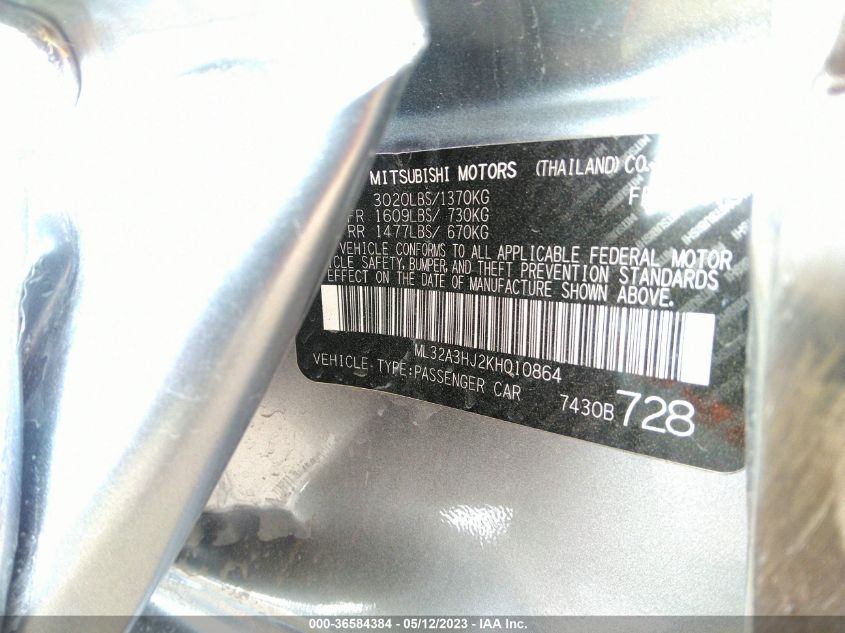 MITSUBISHI MOTORS (THAILAND) CO.
3020LBS/1370KG
FR 1609LBS/ 730KG
RR 1477LBS/ 670KG
VEHICLE CONFORMS TO ALL APPLICABLE FEDERAL MOTOR
SAFETY, BUMPER, AND THEFT PREVENTION STANDARDS
EFFECT ON THE DATE OF MANUFACTURE SHOWN ABOVE.
ML32A3HJ2KH010864
VEHICLE TYPE:PASSENGER CAR
7430B 728
000-36584384 - 05/12/2023 - IAA Inc.